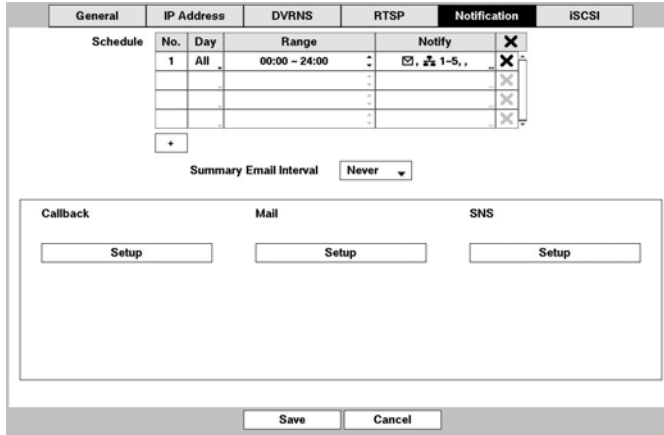 General IP Address DVRNS RTSP Notification iSCSI
Schedule No. Day Range Notify
1 All 00:00 ~ 24:00 , 1~5, ,
+
Summary Email Interval Never
Callback Mail SNS
Setup Setup Setup
Save Cancel